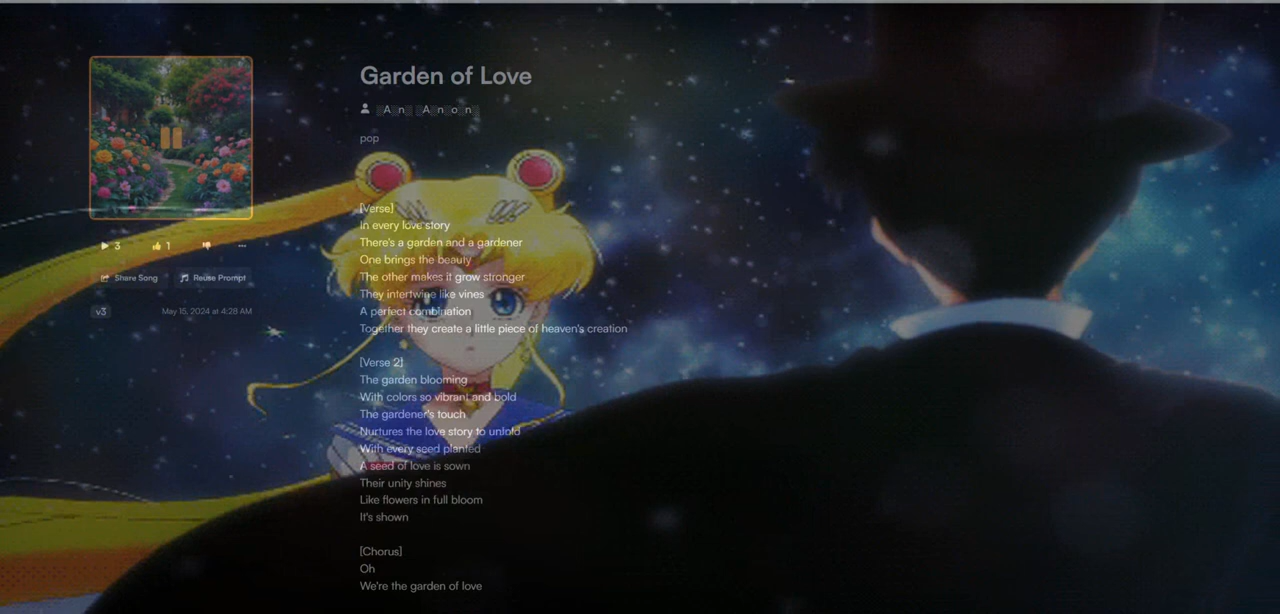 Garden of Love
An Anon
pop
3
1
Share Song
Reuse Prompt
v3
May 15, 2024 at 4:28 AM
[Verse]
In every love story
There's a garden and a gardener
One brings the beauty
The other makes it grow stronger
They intertwine like vines
A perfect combination
Together they create a little piece of heaven's creation
[Verse 2]
The garden blooming
With colors so vibrant and bold
The gardener's touch
Nurtures the love story to untold
With every seed planted
A seed of love is sown
Their unity shines
Like flowers in full bloom
It's shown
[Chorus]
Oh
We're the garden of love